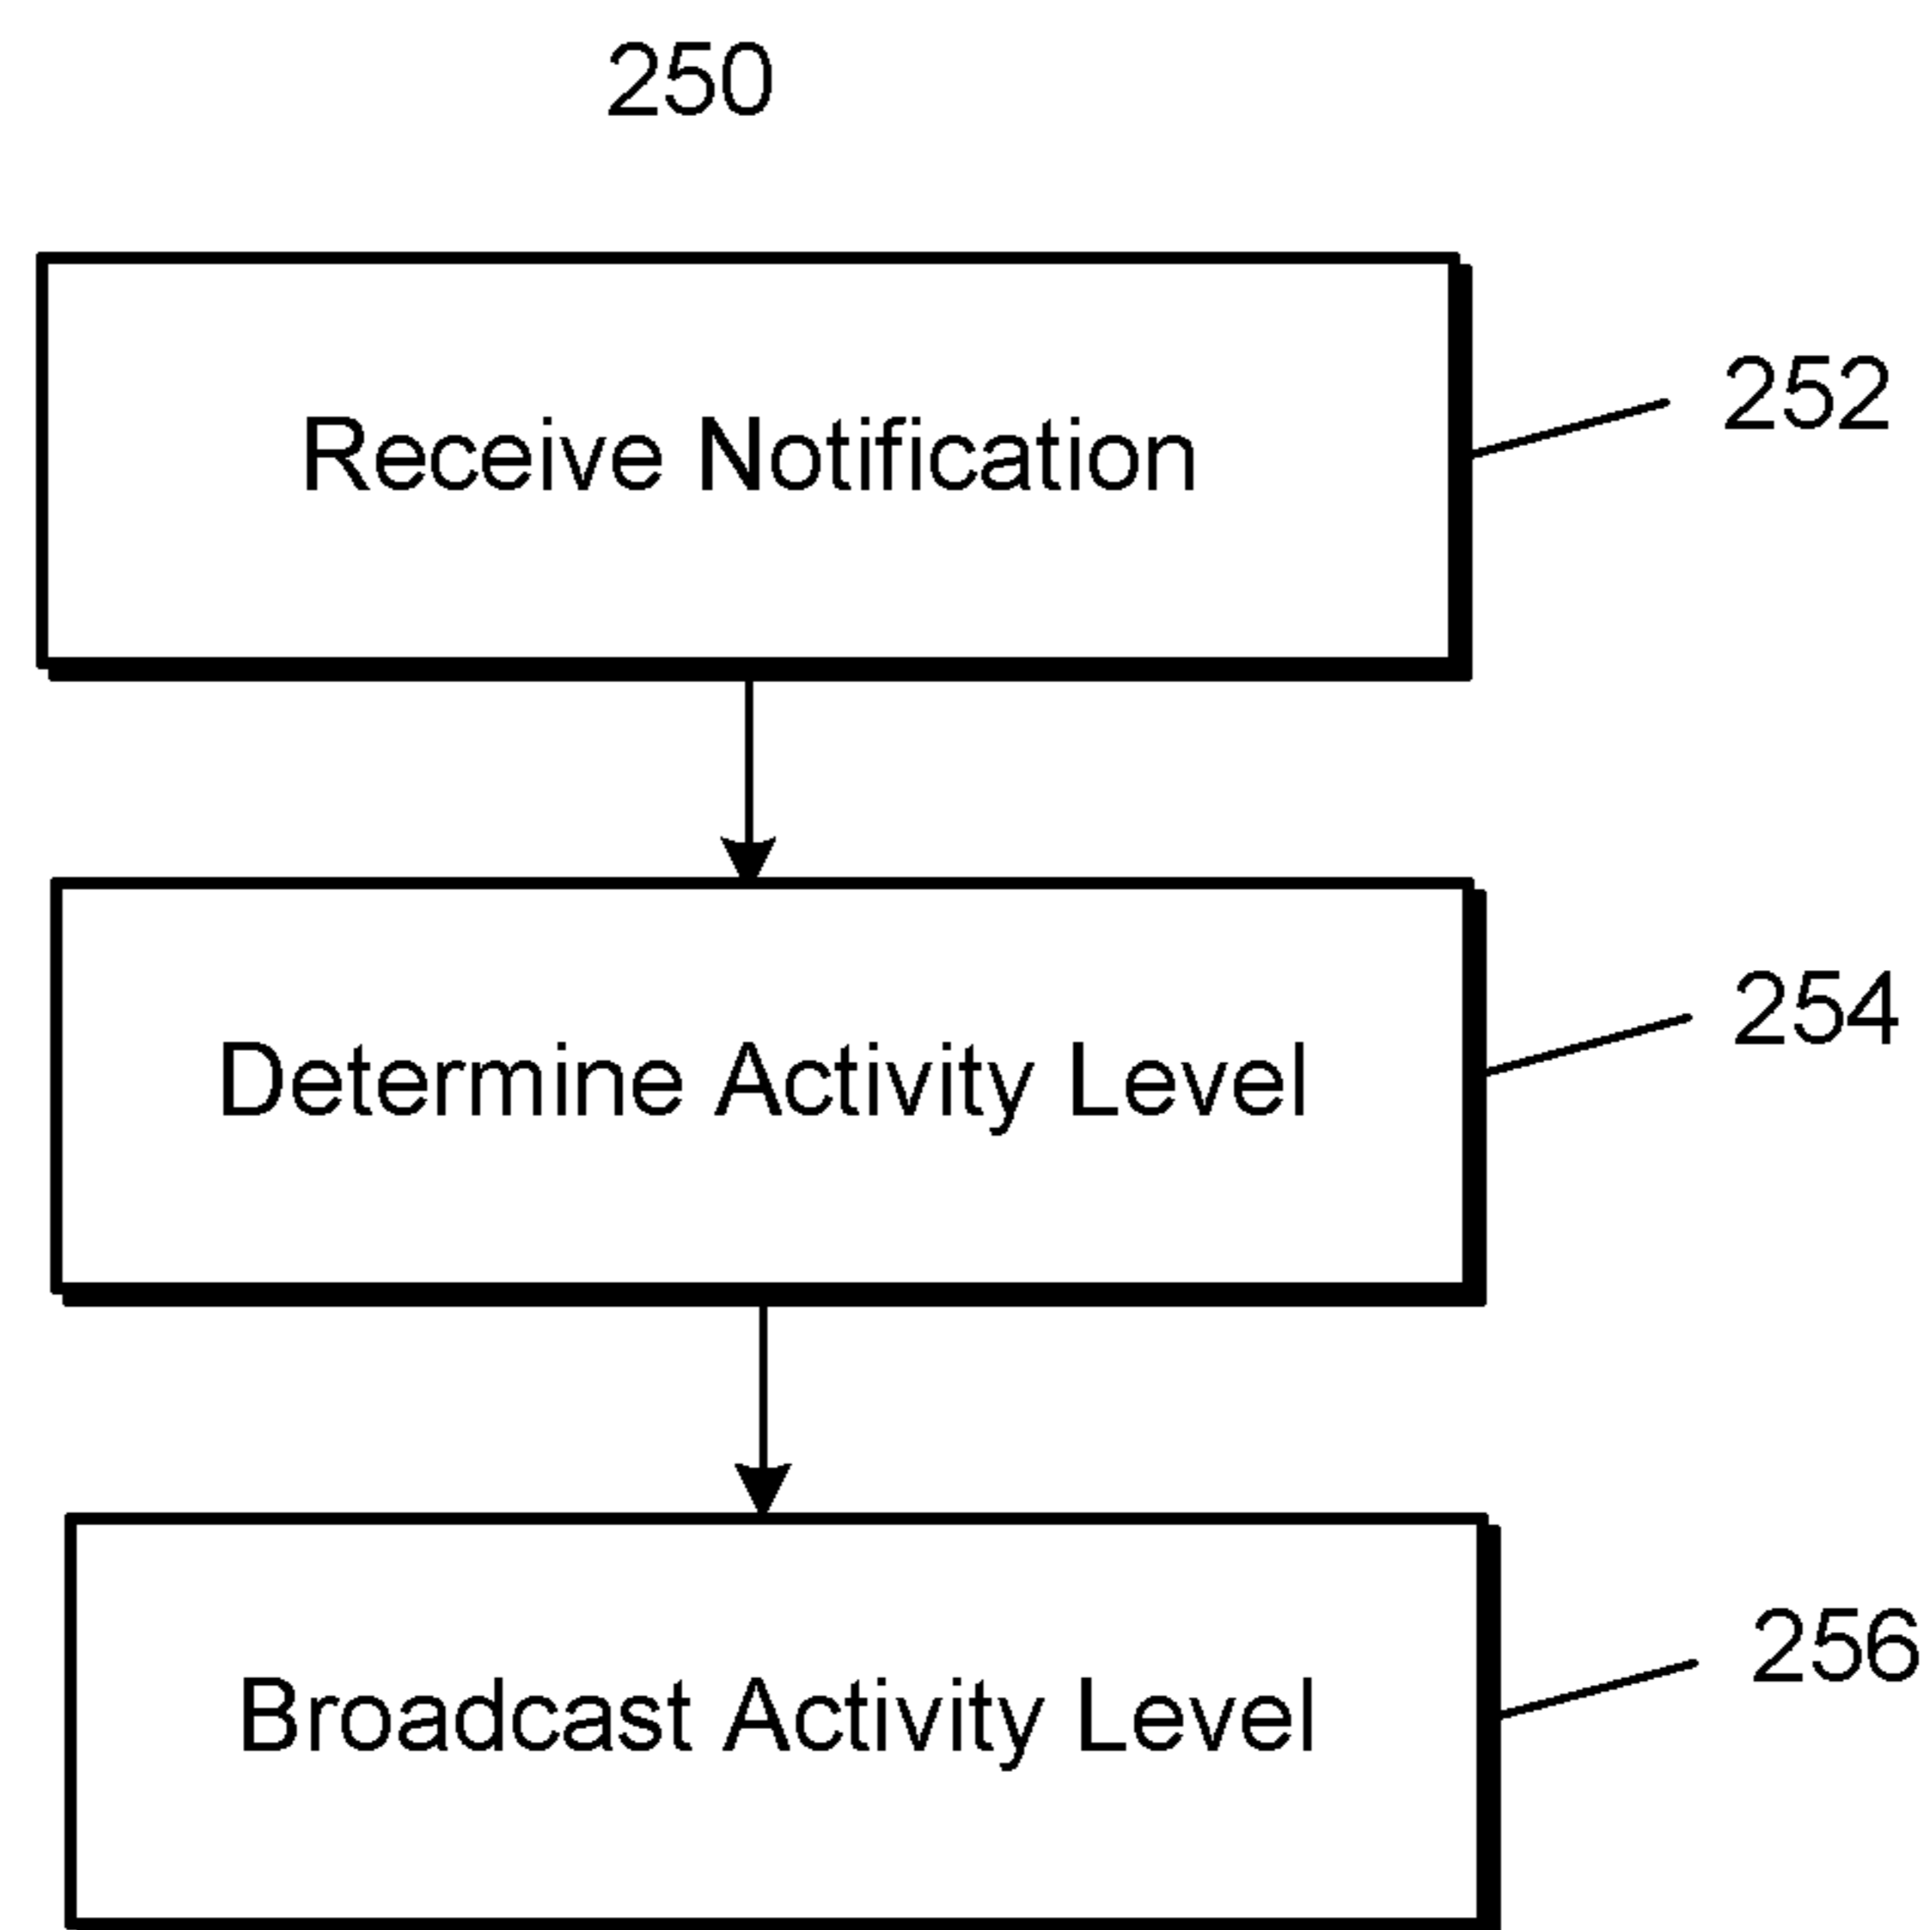 250
Receive Notification
252
Determine Activity Level
254
Broadcast Activity Level
256